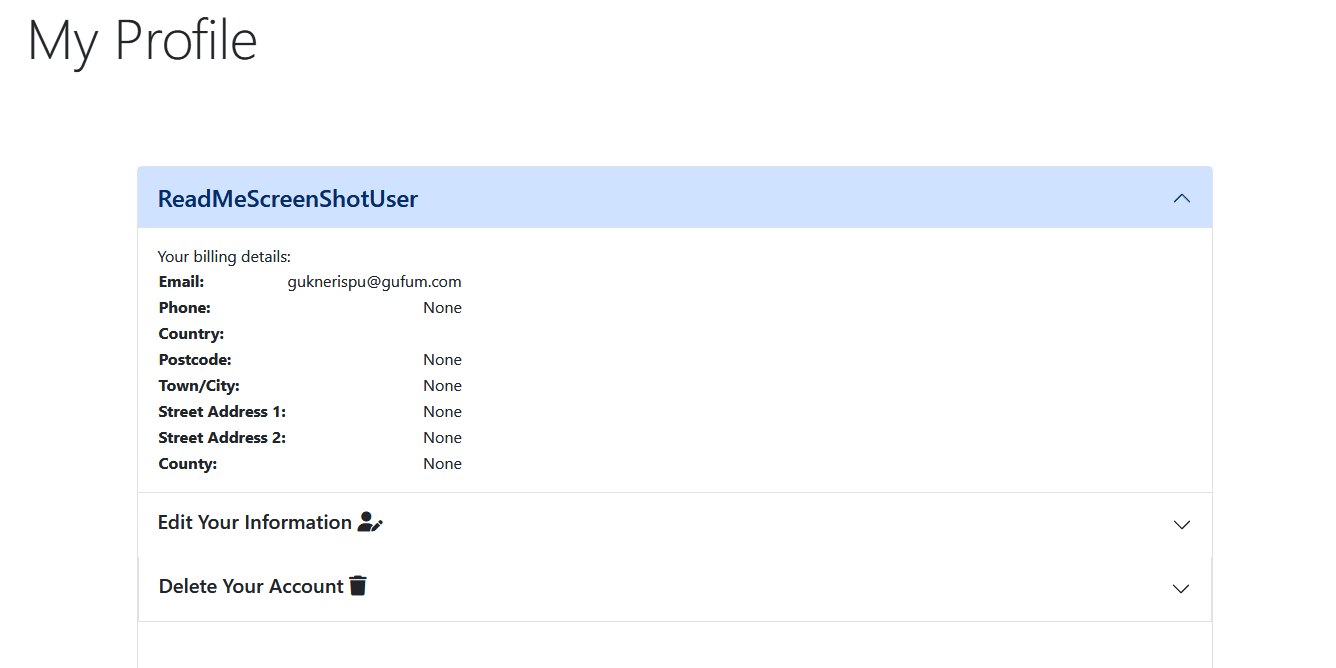 My Profile
ReadMeScreenShotUser
Your billing details:
Email: guknerispu@gufum.com
Phone: None
Country:
Postcode: None
Town/City: None
Street Address 1: None
Street Address 2: None
County: None
Edit Your Information
Delete Your Account